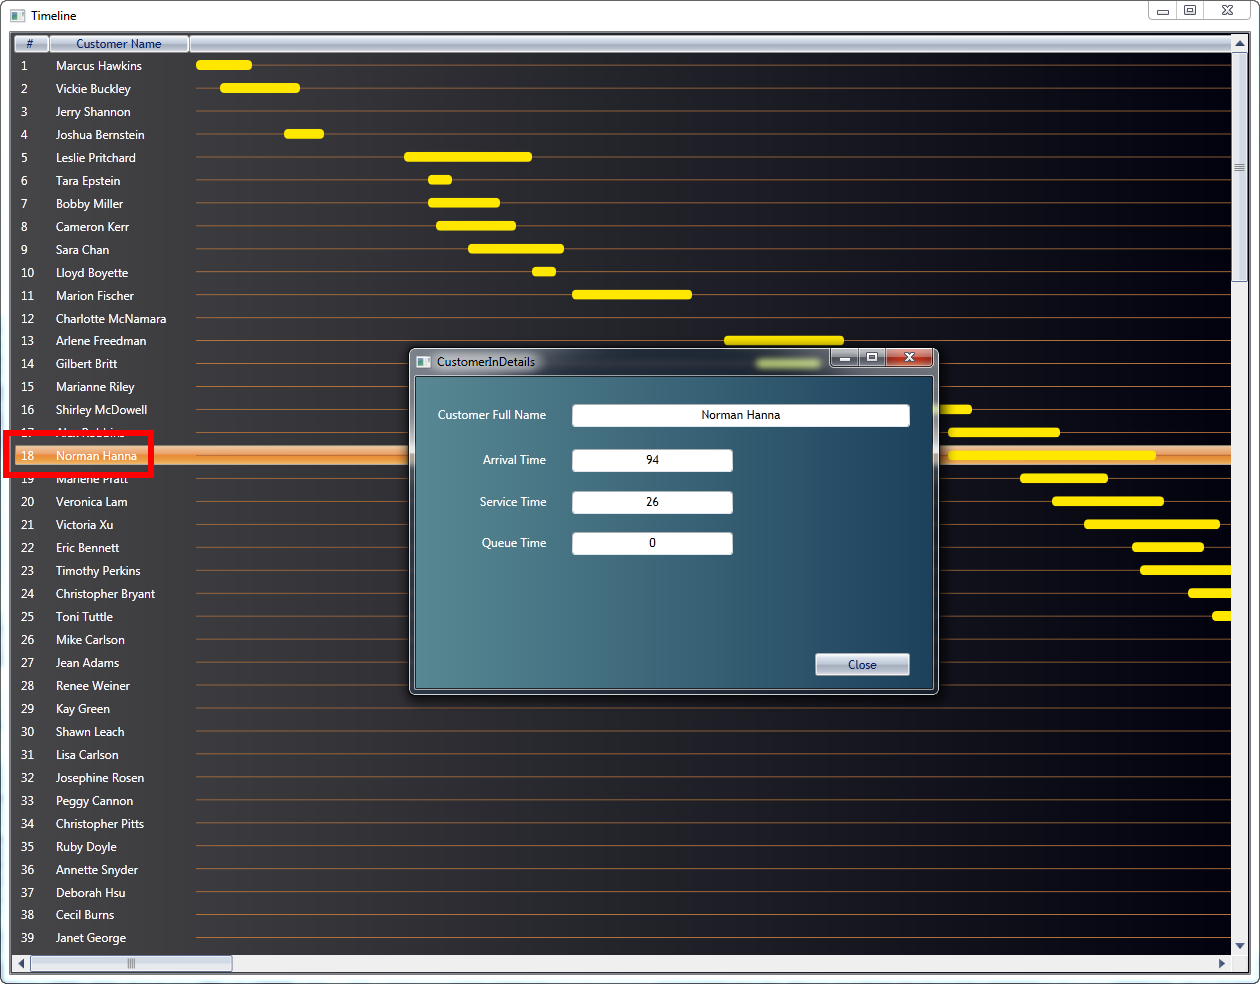 Timeline
# Customer Name
1 Marcus Hawkins
2 Vickie Buckley
3 Jerry Shannon
4 Joshua Bernstein
5 Leslie Pritchard
6 Tara Epstein
7 Bobby Miller
8 Cameron Kerr
9 Sara Chan
10 Lloyd Boyette
11 Marion Fischer
12 Charlotte McNamara
13 Arlene Freedman
14 Gilbert Britt
15 Marianne Riley
16 Shirley McDowell
17 Alex Robbins
18 Norman Hanna
19 Marlene Pratt
20 Veronica Lam
21 Victoria Xu
22 Eric Bennett
23 Timothy Perkins
24 Christopher Bryant
25 Toni Tuttle
26 Mike Carlson
27 Jean Adams
28 Renee Weiner
29 Kay Green
30 Shawn Leach
31 Lisa Carlson
32 Josephine Rosen
33 Peggy Cannon
34 Christopher Pitts
35 Ruby Doyle
36 Annette Snyder
37 Deborah Hsu
38 Cecil Burns
39 Janet George
CustomerInDetails
Customer Full Name Norman Hanna
Arrival Time 94
Service Time 26
Queue Time 0
Close